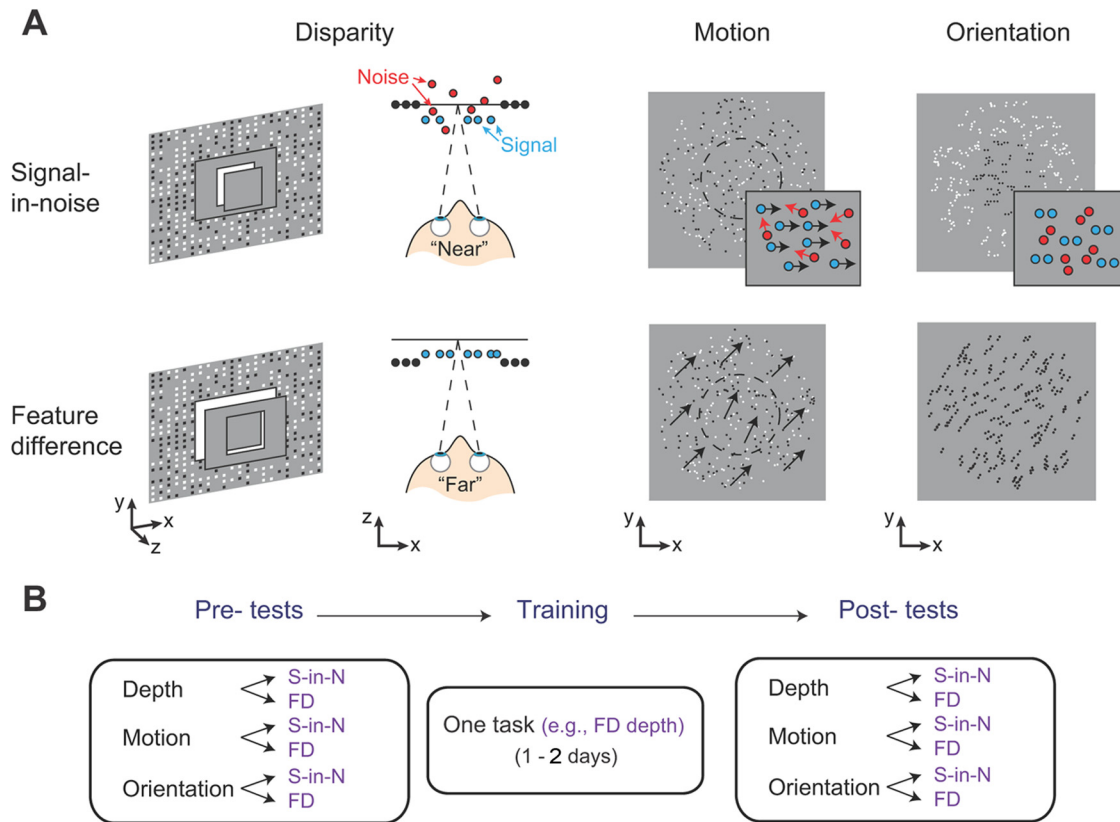 A
Disparity
Motion
Orientation
Signal-
in-noise
Noise
Signal
“Near”
Feature
difference
“Far”
y
x
z
z
x
y
x
y
x
B
Pre- tests
Training
Post- tests
Depth
S-in-N
FD
Motion
S-in-N
FD
Orientation
S-in-N
FD
One task (e.g., FD depth)
(1 - 2 days)
Depth
S-in-N
FD
Motion
S-in-N
FD
Orientation
S-in-N
FD